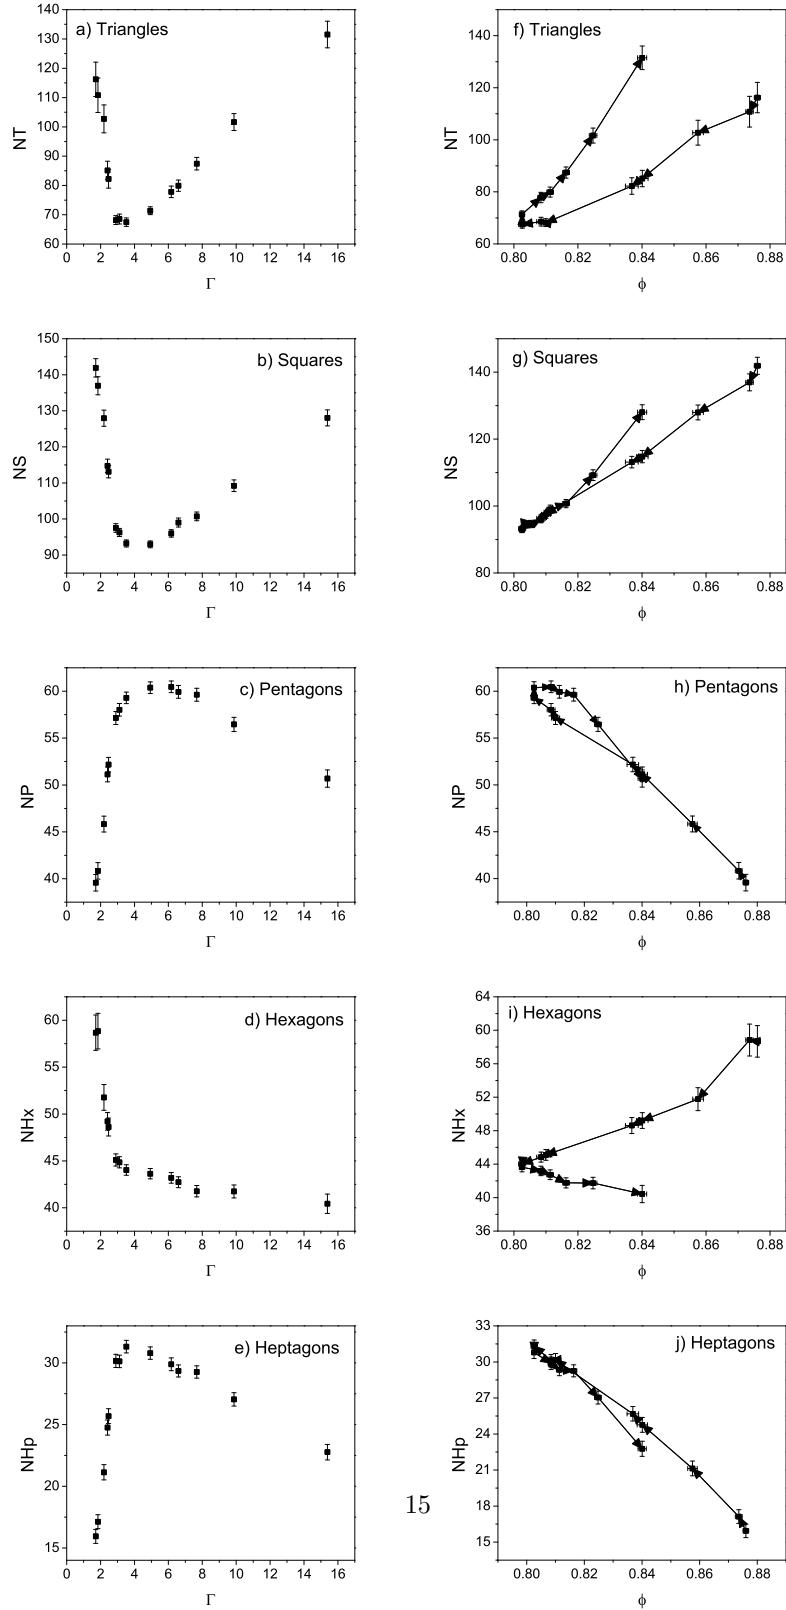 a) Triangles
NT
140
130
120
110
100
90
80
70
60
0 2 4 6 8 10 12 14 16
Γ
f) Triangles
NT
140
120
100
80
60
0.80 0.82 0.84 0.86 0.88
ϕ
b) Squares
NS
150
140
130
120
110
100
90
0 2 4 6 8 10 12 14 16
Γ
g) Squares
NS
140
120
100
80
0.80 0.82 0.84 0.86 0.88
ϕ
c) Pentagons
NP
60
55
50
45
40
0 2 4 6 8 10 12 14 16
Γ
h) Pentagons
NP
60
55
50
45
40
0.80 0.82 0.84 0.86 0.88
ϕ
d) Hexagons
NHx
60
55
50
45
40
0 2 4 6 8 10 12 14 16
Γ
i) Hexagons
NHx
64
60
56
52
48
44
40
36
0.80 0.82 0.84 0.86 0.88
ϕ
e) Heptagons
NHp
30
25
20
15
0 2 4 6 8 10 12 14 16
Γ
j) Heptagons
NHp
33
30
27
24
21
18
15
0.80 0.82 0.84 0.86 0.88
ϕ
15